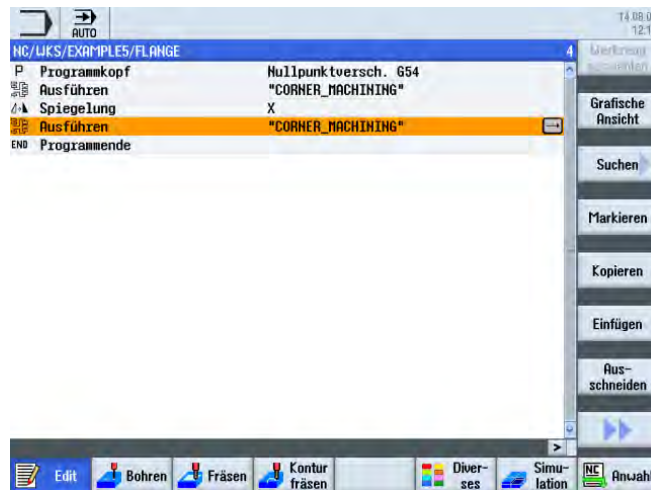 AUTO
NC/WKS/EXAMPLE5/FLANGE 4
P Programmkopf Nullpunktversch. G54
Ausführen "CORNER_MACHINING"
Spiegelung X
Ausführen "CORNER_MACHINING"
END Programmende
Grafische
Ansicht
Suchen
Markieren
Kopieren
Einfügen
Aus-
schneiden
Edit
Bohren
Fräsen
Kontur
fräsen
Diver-
ses
Simu-
lation
NC Anwahl